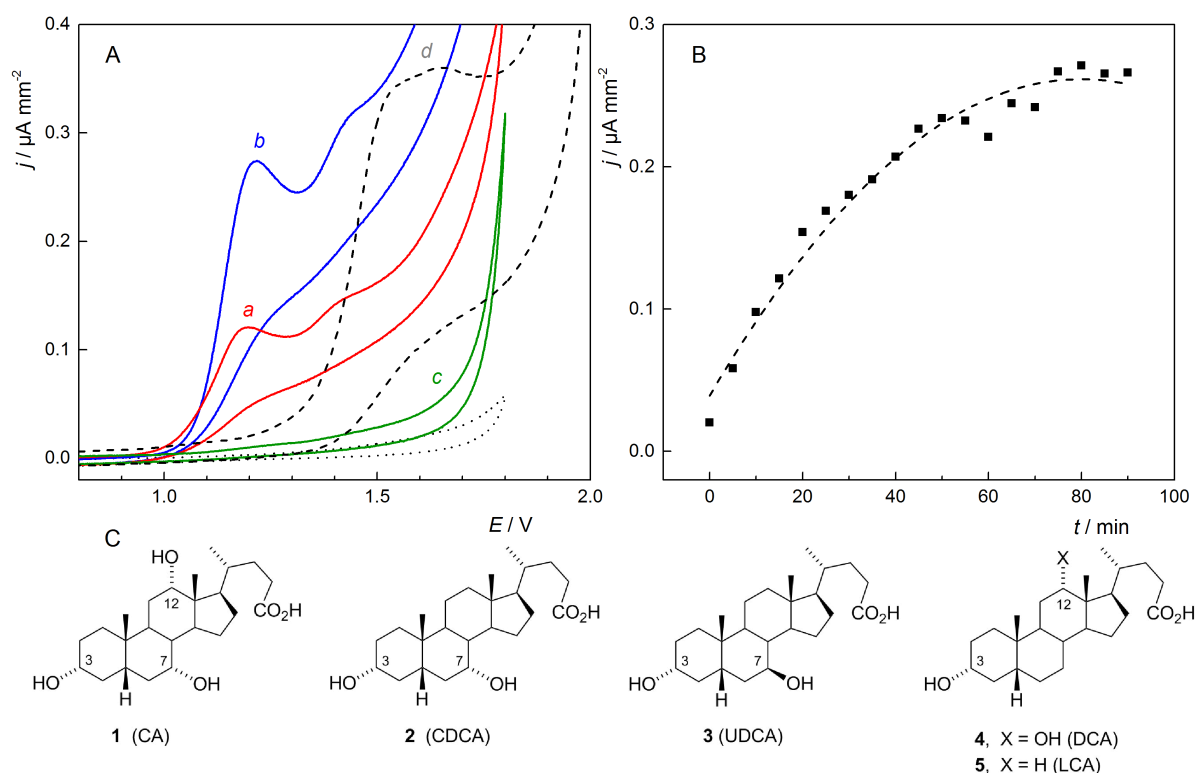 A
j / µA mm⁻²
0.4
0.3
0.2
0.1
0.0
a
b
c
d
1.0
1.5
2.0
E / V
B
j / µA mm⁻²
0.3
0.2
0.1
0.0
0
20
40
60
80
100
t / min
C
HO
12
CO₂H
3
7
HO
OH
H
1 (CA)
CO₂H
3
7
HO
OH
H
2 (CDCA)
CO₂H
3
7
HO
OH
H
3 (UDCA)
X
12
CO₂H
3
HO
H
4, X = OH (DCA)
5, X = H (LCA)